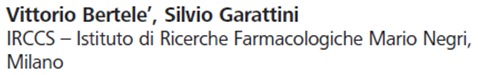 Vittorio Bertele’, Silvio Garattini
IRCCS – Istituto di Ricerche Farmacologiche Mario Negri,
Milano